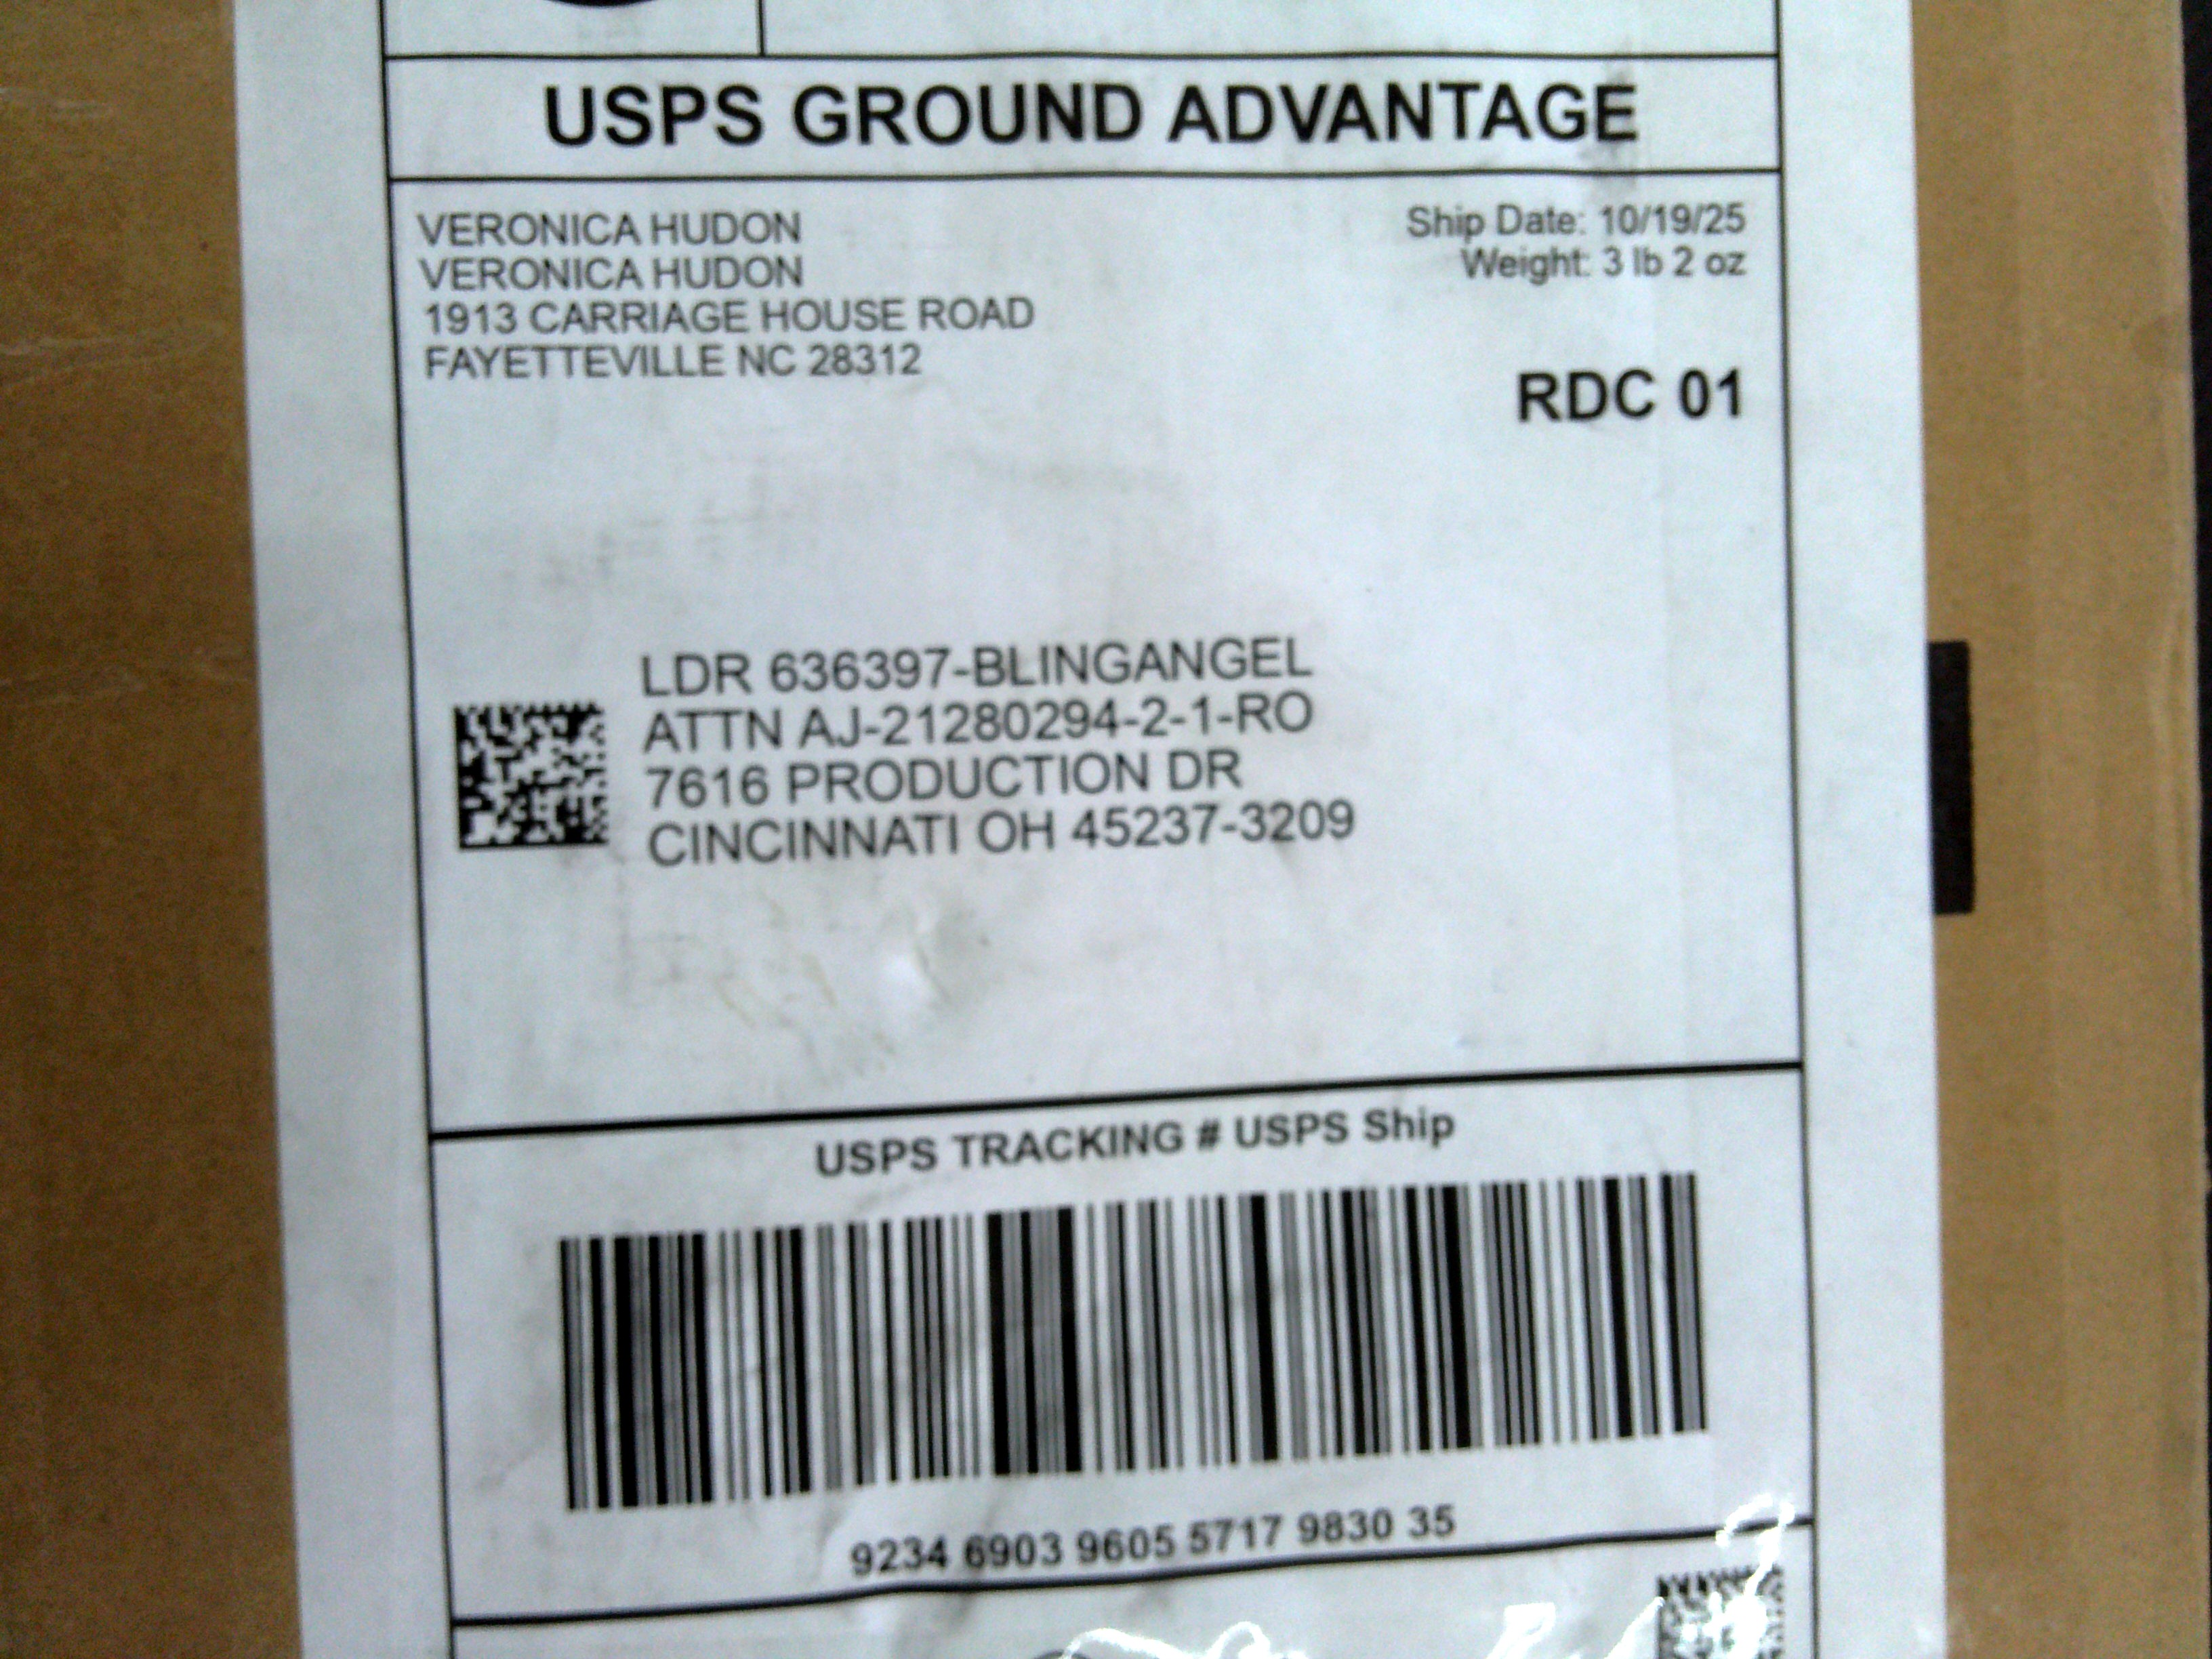 USPS GROUND ADVANTAGE
VERONICA HUDON
VERONICA HUDON
1913 CARRIAGE HOUSE ROAD
FAYETTEVILLE NC 28312
Ship Date: 10/19/25
Weight: 3 lb 2 oz
RDC 01
LDR 636397-BLINGANGEL
ATTN AJ-21280294-2-1-RO
7616 PRODUCTION DR
CINCINNATI OH 45237-3209
USPS TRACKING # USPS Ship
9234 6903 9605 5717 9830 35